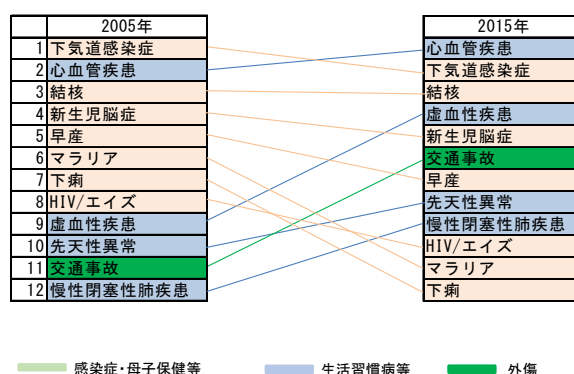 2005年 2015年
1 下気道感染症 心血管疾患
2 心血管疾患 下気道感染症
3 結核 結核
4 新生児脳症 虚血性疾患
5 早産 新生児脳症
6 マラリア 交通事故
7 下痢 早産
8 HIV/エイズ 先天性異常
9 虚血性疾患 慢性閉塞性肺疾患
10 先天性異常 HIV/エイズ
11 交通事故 マラリア
12 慢性閉塞性肺疾患 下痢
感染症・母子保健等 生活習慣病等 外傷